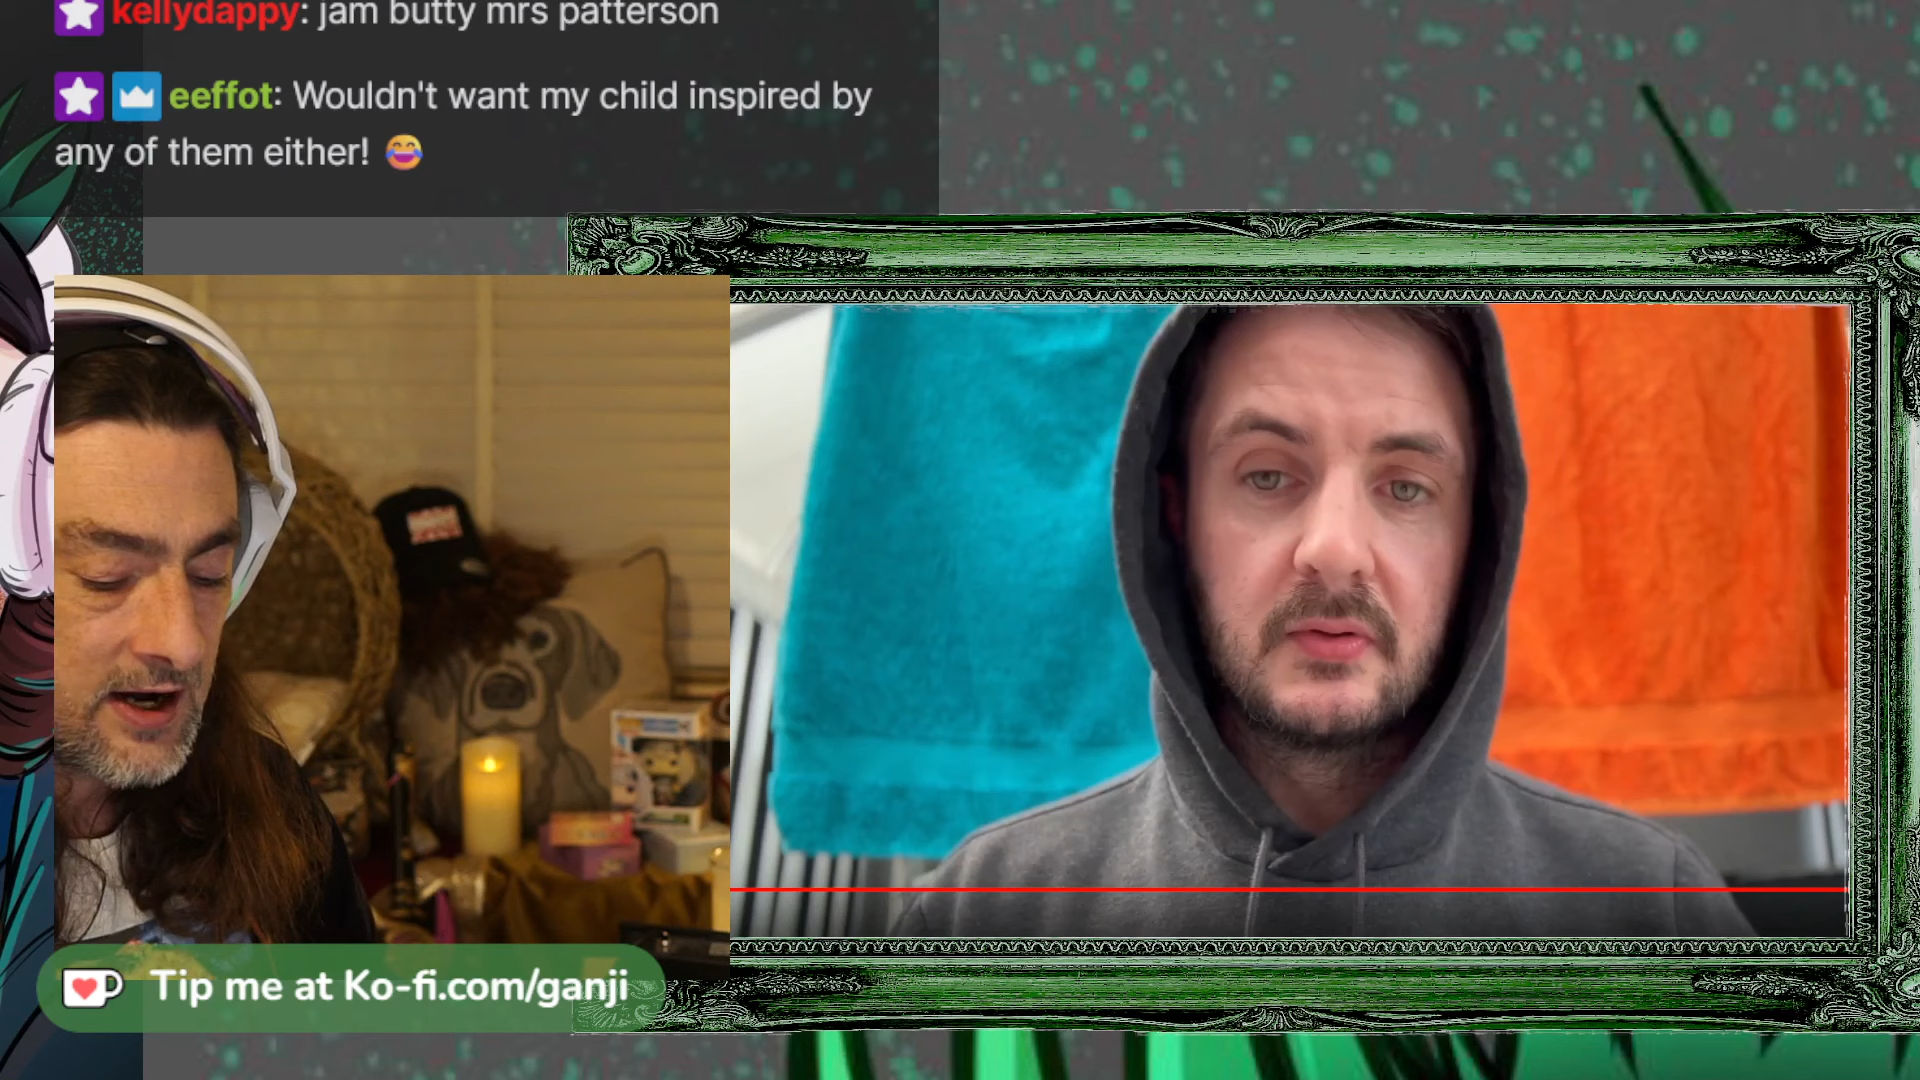 kellydappy: jam butty mrs patterson
eeffot: Wouldn't want my child inspired by
any of them either! 😂
Tip me at Ko-fi.com/ganji